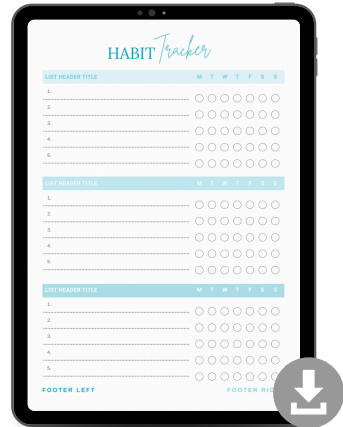 HABIT Tracker
LIST HEADER TITLE M T W T F S S
1.
2.
3.
4.
5.
LIST HEADER TITLE M T W T F S S
1.
2.
3.
4.
5.
LIST HEADER TITLE M T W T F S S
1.
2.
3.
4.
5.
FOOTER LEFT
FOOTER